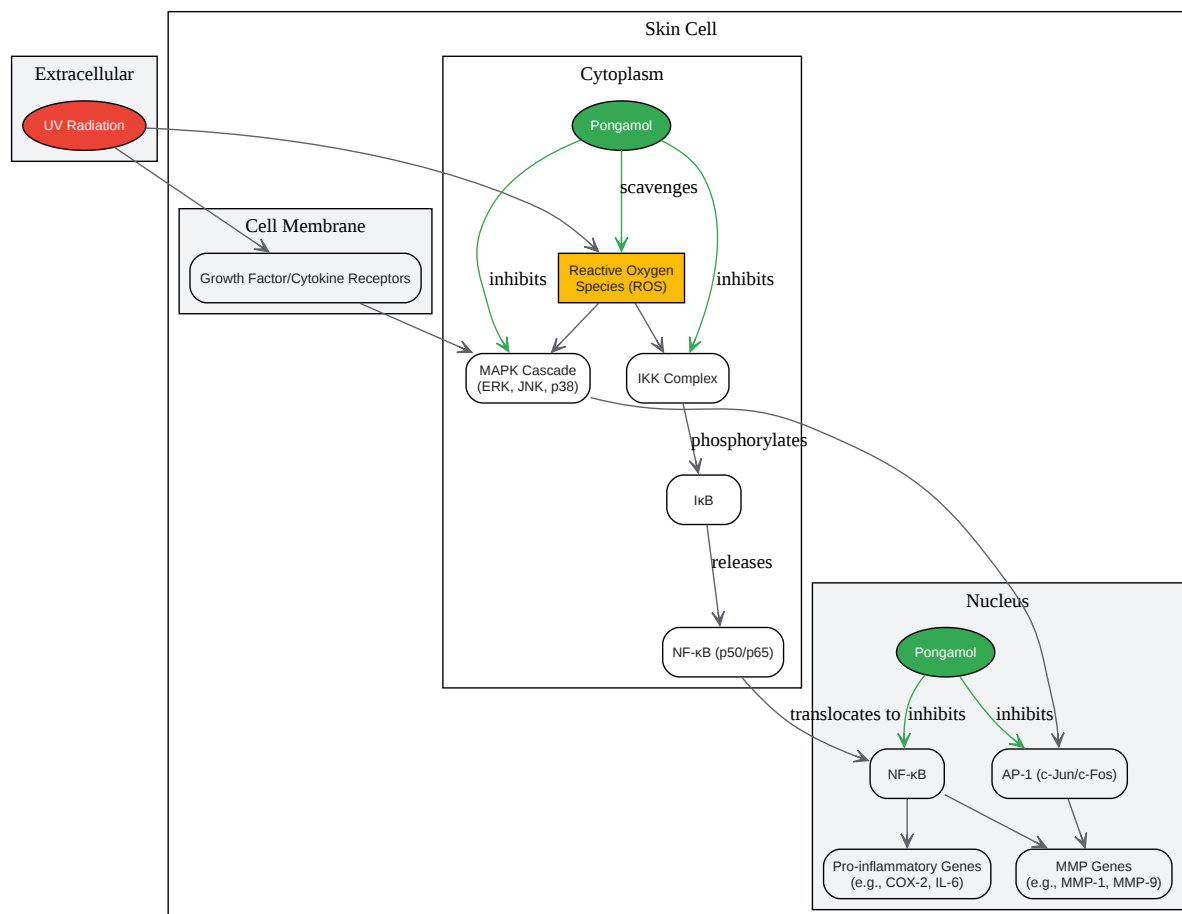 Skin Cell
Extracellular
Cytoplasm
UV Radiation
Pongamol
scavenges
Cell Membrane
Growth Factor/Cytokine Receptors
Reactive Oxygen
Species (ROS)
inhibits
inhibits
MAPK Cascade
(ERK, JNK, p38)
IKK Complex
phosphorylates
IκB
releases
Nucleus
NF-κB (p50/p65)
Pongamol
translocates to
inhibits
inhibits
NF-κB
AP-1 (c-Jun/c-Fos)
Pro-inflammatory Genes
(e.g., COX-2, IL-6)
MMP Genes
(e.g., MMP-1, MMP-9)